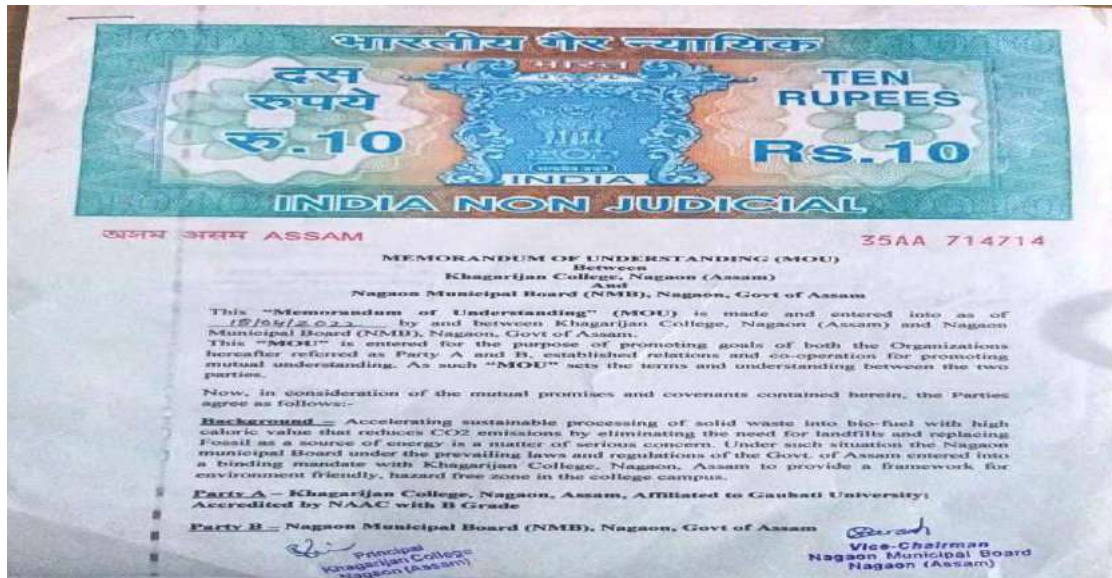 भारतीय गैर न्यायिक
भारत
दस
रुपये
रु.10
TEN
RUPEES
Rs.10
INDIA
INDIA NON JUDICIAL
অসম असम ASSAM
35AA 714714
MEMORANDUM OF UNDERSTANDING (MOU)
Between
Khagarijan College, Nagaon (Assam)
And
Nagaon Municipal Board (NMB), Nagaon, Govt of Assam
This "Memorandum of Understanding" (MOU) is made and entered into as of
18/04/2022 by and between Khagarijan College, Nagaon (Assam) and Nagaon
Municipal Board (NMB), Nagaon, Govt of Assam.
This "MOU" is entered for the purpose of promoting goals of both the Organizations
hereafter referred as Party A and B, established relations and co-operation for promoting
mutual understanding. As such "MOU" sets the terms and understanding between the two
parties.
Now, in consideration of the mutual promises and covenants contained herein, the Parties
agree as follows:-
Background – Accelerating sustainable processing of solid waste into bio-fuel with high
caloric value that reduces CO2 emissions by eliminating the need for landfills and replacing
Fossil as a source of energy is a matter of serious concern. Under such situation the Nagaon
municipal Board under the prevailing laws and regulations of the Govt. of Assam entered into
a binding mandate with Khagarijan College, Nagaon, Assam to provide a framework for
environment friendly, hazard free zone in the college campus.
Party A – Khagarijan College, Nagaon, Assam, Affiliated to Gauhati University;
Accredited by NAAC with B Grade
Party B – Nagaon Municipal Board (NMB), Nagaon, Govt of Assam
Principal
Khagarijan College
Nagaon (Assam)
Vice-Chairman
Nagaon Municipal Board
Nagaon (Assam)